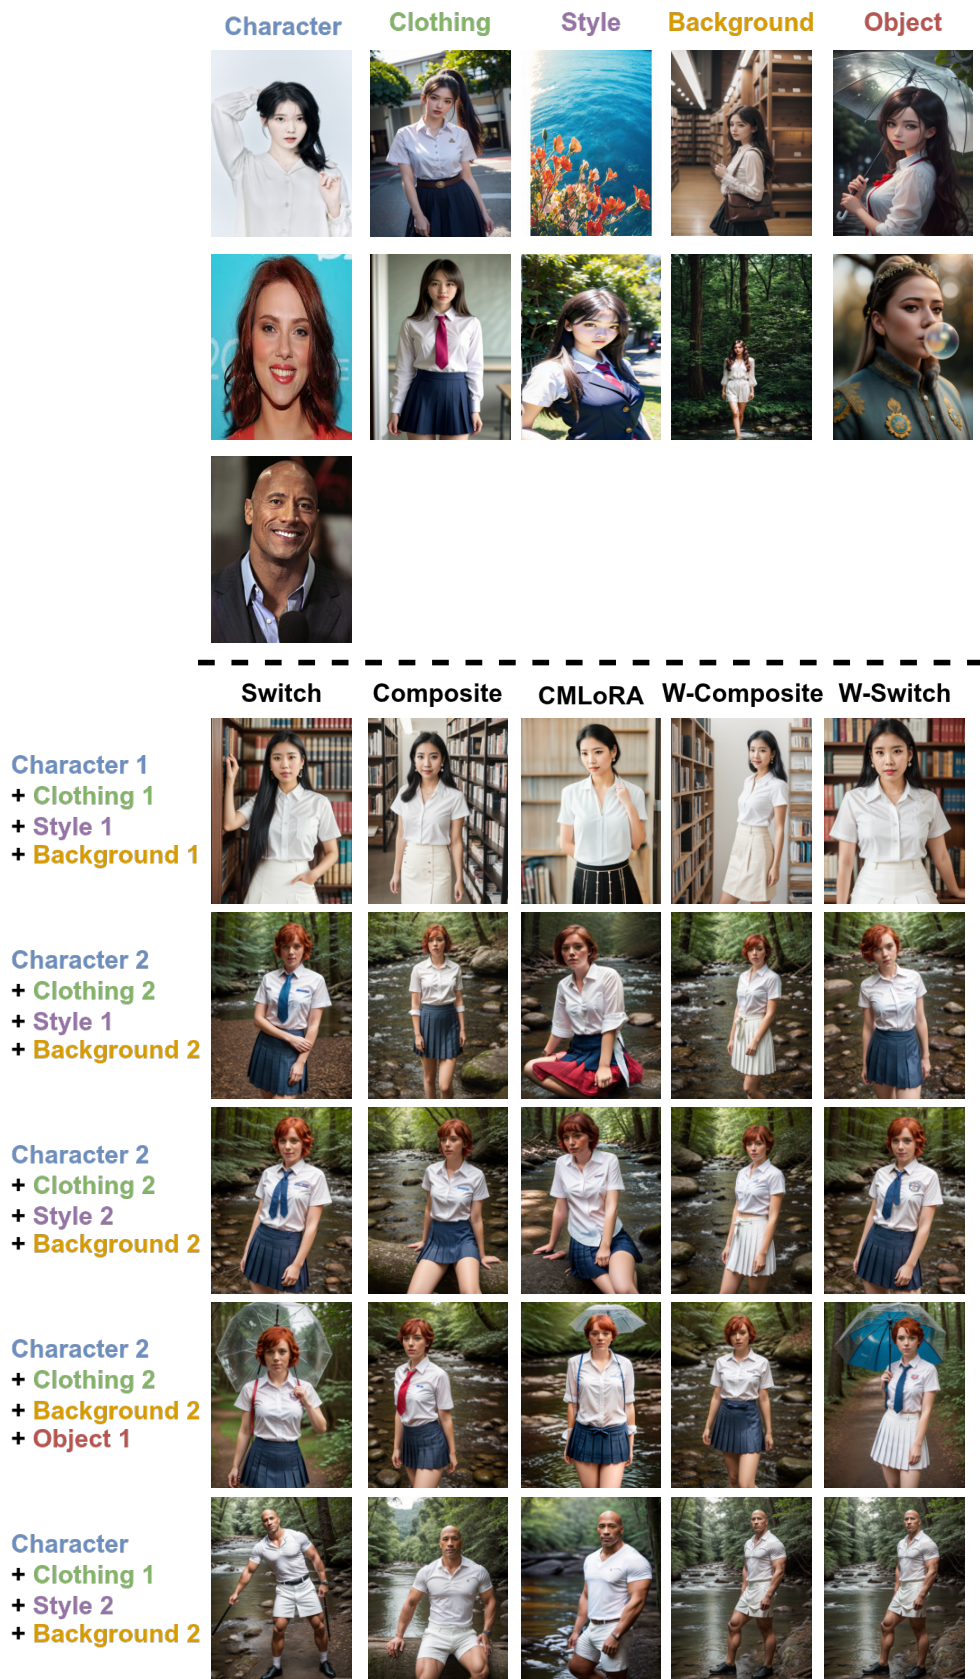 Character Clothing Style Background Object
Switch Composite CMLoRA W-Composite W-Switch
Character 1
+ Clothing 1
+ Style 1
+ Background 1
Character 2
+ Clothing 2
+ Style 1
+ Background 2
Character 2
+ Clothing 2
+ Style 2
+ Background 2
Character 2
+ Clothing 2
+ Background 2
+ Object 1
Character
+ Clothing 1
+ Style 2
+ Background 2